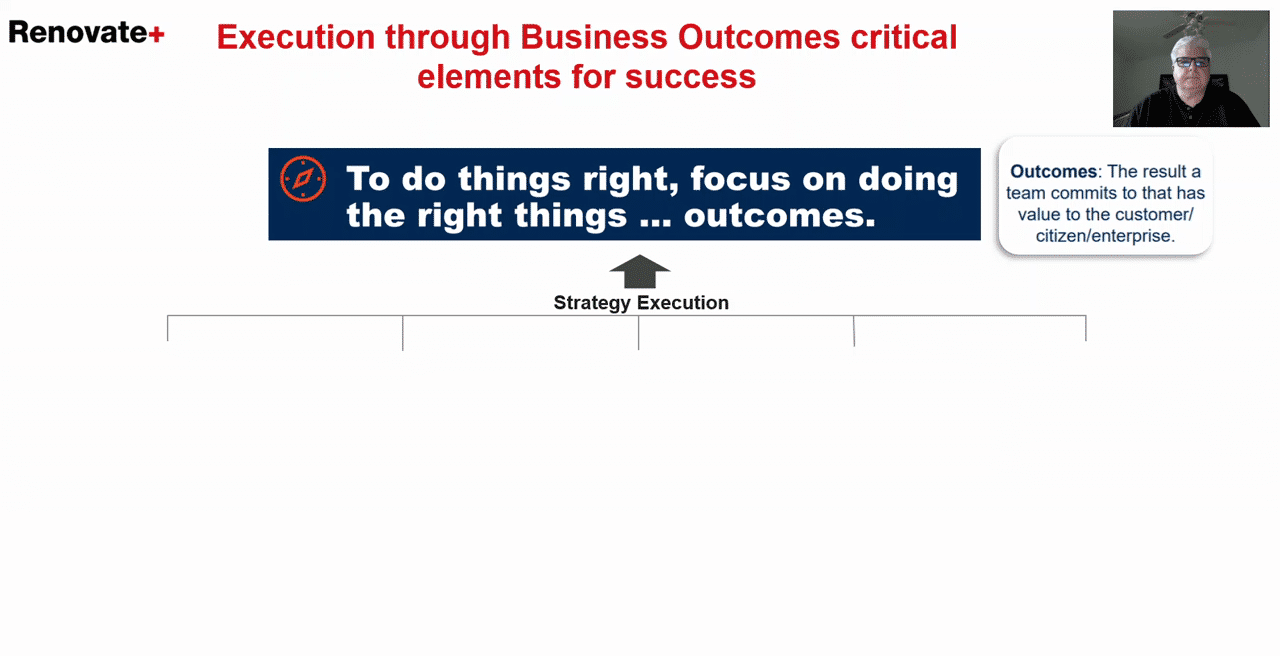 Renovate+
Execution through Business Outcomes critical
elements for success
To do things right, focus on doing
the right things ... outcomes.
Outcomes: The result a
team commits to that has
value to the customer/
citizen/enterprise.
Strategy Execution